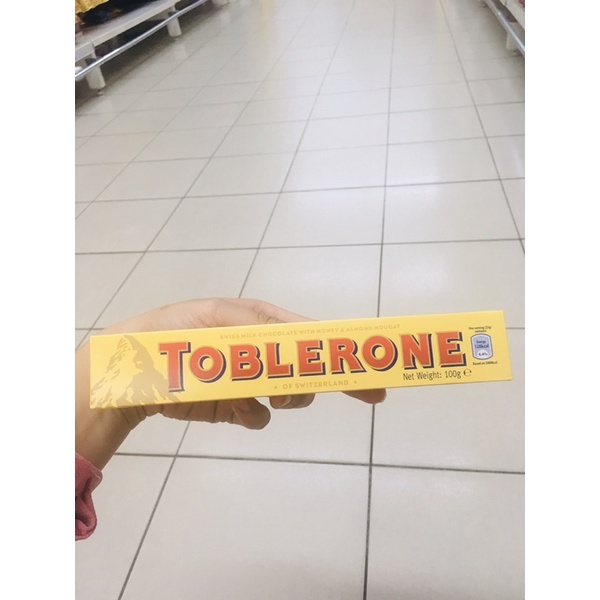 SWISS MILK CHOCOLATE WITH HONEY & ALMOND NOUGAT
TOBLERONE
OF SWITZERLAND
Net Weight: 100g ℮